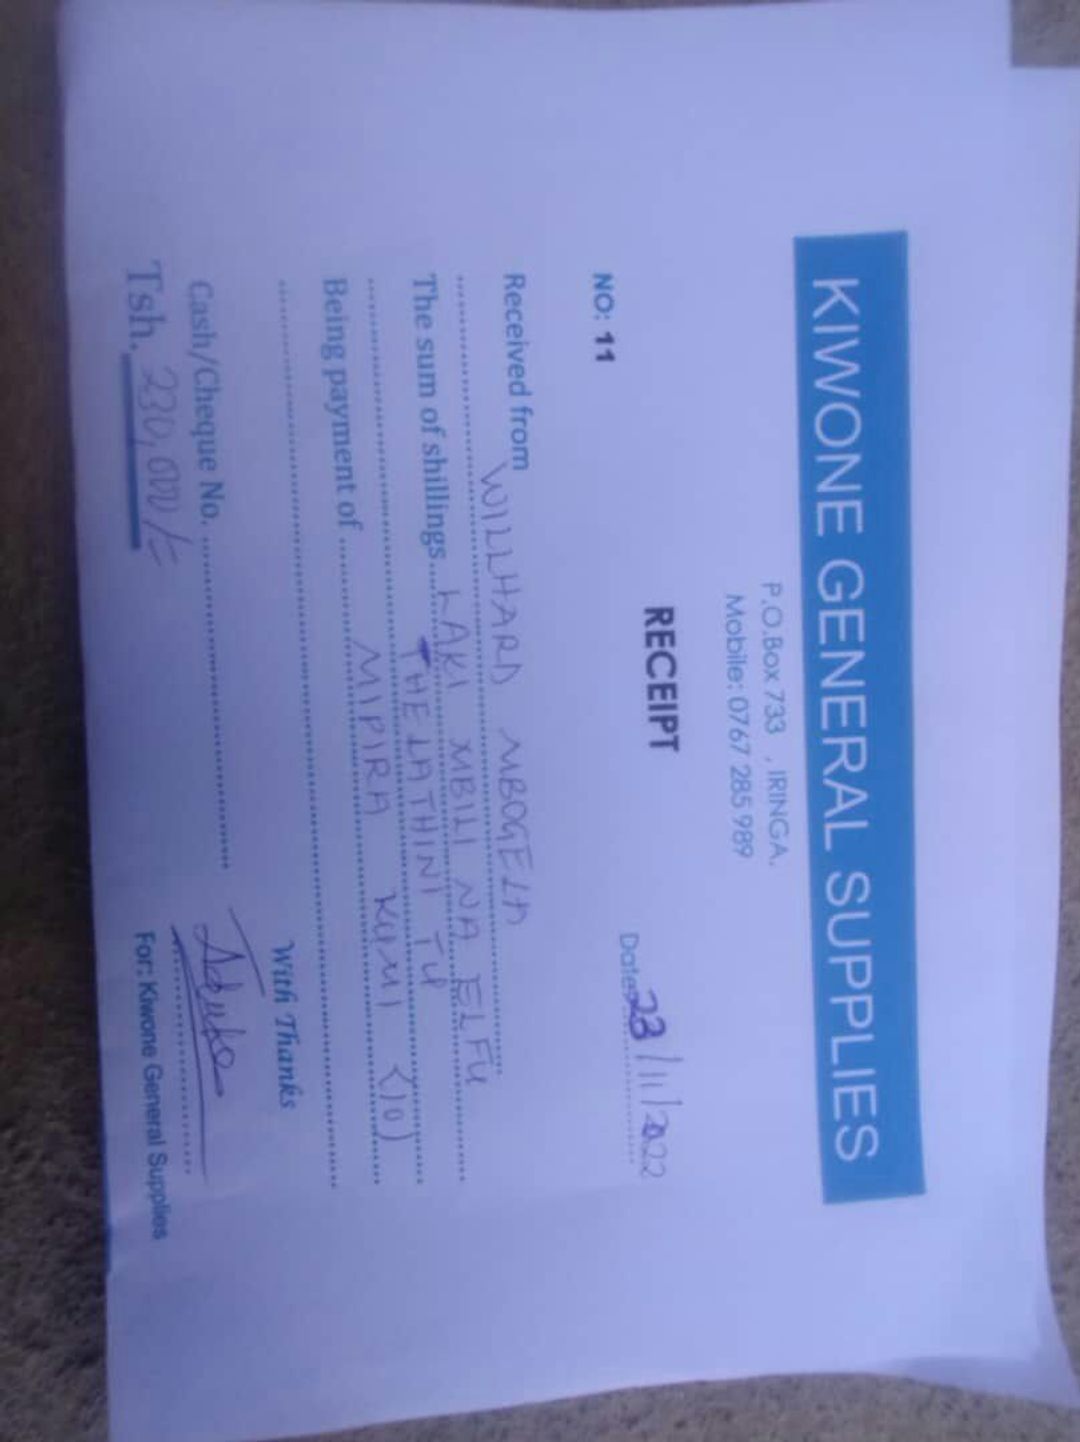 KIWONE GENERAL SUPPLIES
P.O.Box 733 , IRINGA.
Mobile: 0767 285 989
RECEIPT
NO: 11
Date: 23/11/2022
Received from WILLHARD MBOGELA
The sum of shillings LAKI MBILI NA ELFU
THELATHINI TU
Being payment of MIPIRA KUMI (10)
With Thanks
Cash/Cheque No.
Tsh. 230,000/=
For: Kiwone General Supplies